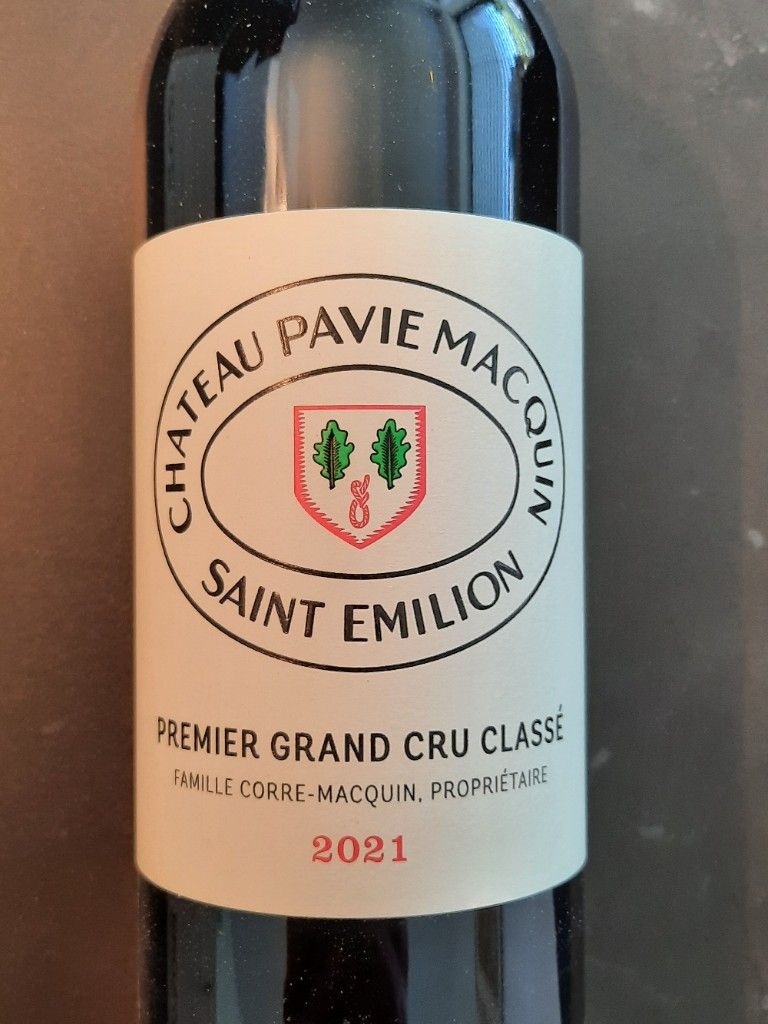 CHATEAU PAVIE MACQUIN
SAINT EMILION
PREMIER GRAND CRU CLASSÉ
FAMILLE CORRE-MACQUIN, PROPRIÉTAIRE
2021